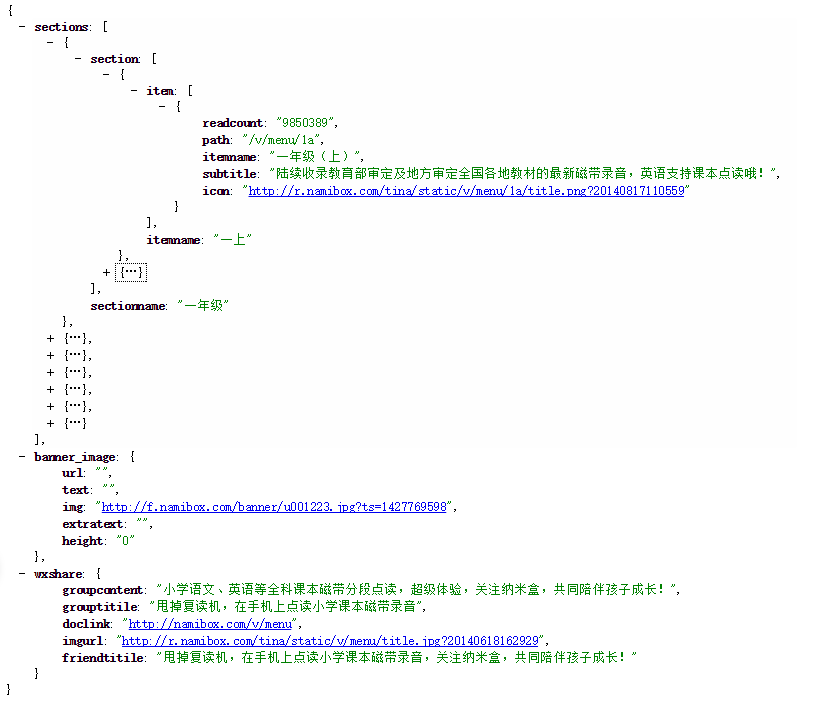 {
- sections: [
- {
- section: [
- {
- item: [
- {
readcount: "9850389",
path: "/v/menu/1a",
itemname: "一年级（上）",
subtitle: "陆续收录教育部审定及地方审定全国各地教材的最新磁带录音，英语支持课本点读哦！",
icon: "http://r.namibox.com/tina/static/v/menu/1a/title.png?20140817110559"
}
],
itemname: "一上"
},
+ {…}
],
sectionname: "一年级"
},
+ {…},
+ {…},
+ {…},
+ {…},
+ {…},
+ {…}
],
- banner_image: {
url: "",
text: "",
img: "http://f.namibox.com/banner/u001223.jpg?ts=1427769598",
extratext: "",
height: "0"
},
- wxshare: {
groupcontent: "小学语文、英语等全科课本磁带分段点读，超级体验，关注纳米盒，共同陪伴孩子成长！",
grouptitile: "甩掉复读机，在手机上点读小学课本磁带录音",
doclink: "http://namibox.com/v/menu",
imgurl: "http://r.namibox.com/tina/static/v/menu/title.jpg?20140618162929",
friendtitile: "甩掉复读机，在手机上点读小学课本磁带录音，关注纳米盒，共同陪伴孩子成长！"
}
}